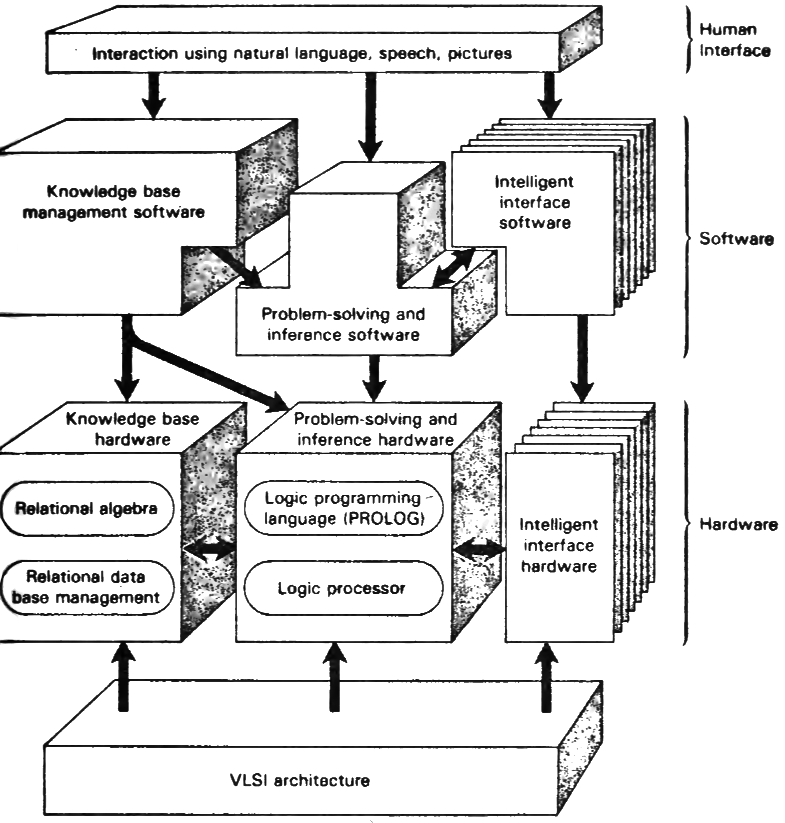 Interaction using natural language, speech, pictures
Human
Interface
Knowledge base
management software
Intelligent
interface
software
Software
Problem-solving and
inference software
Knowledge base
hardware
Problem-solving and
inference hardware
Relational algebra
Logic programming
language (PROLOG)
Intelligent
interface
hardware
Hardware
Relational data
base management
Logic processor
VLSI architecture